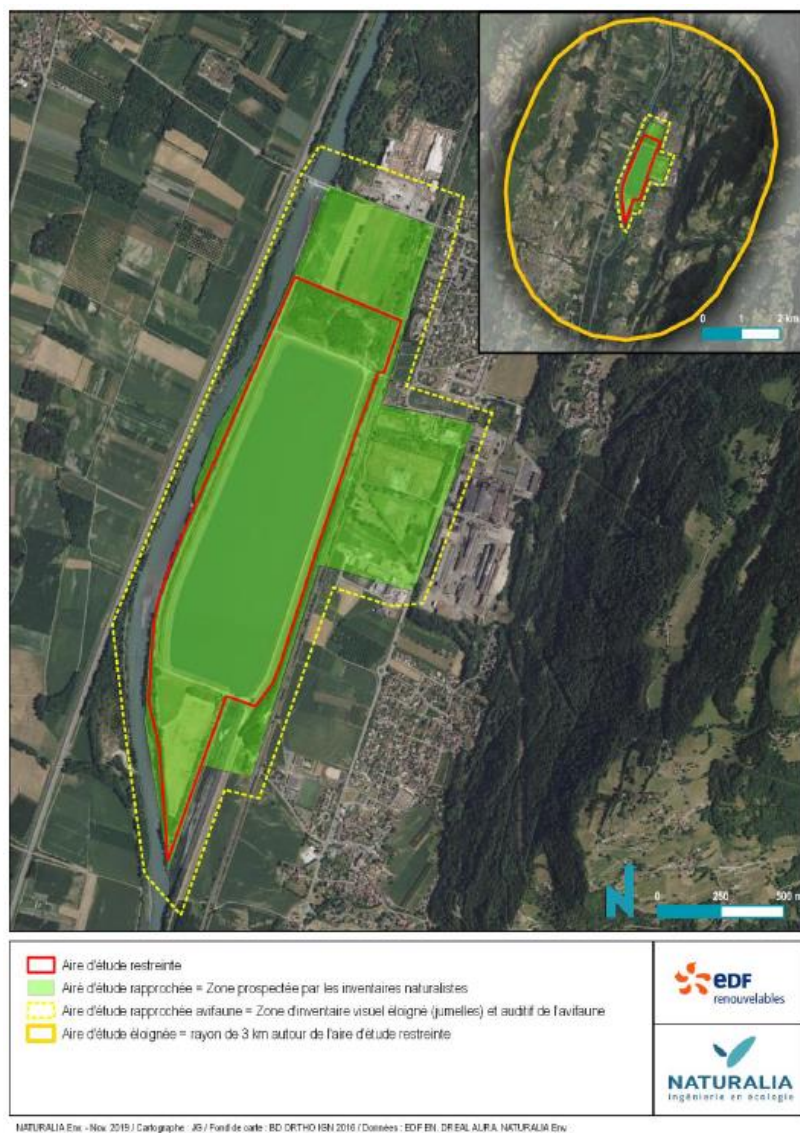 0 1 2 km
0 250 500 m
Aire d'étude restreinte
Aire d'étude rapprochée = Zone prospectée par les inventaires naturalistes
Aire d'étude rapprochée avifaune = Zone d'inventaire visuel éloigné (jumelles) et auditif de l'avifaune
Aire d'étude éloignée = rayon de 3 km autour de l'aire d'étude restreinte
edf
renouvelables
NATURALIA
ingénierie en écologie
NATURALIA Env. - Nov. 2019 / Cartographe : JG / Fond de carte : BD ORTHO IGN 2016 / Données : EDF EN, DREAL AURA, NATURALIA Env